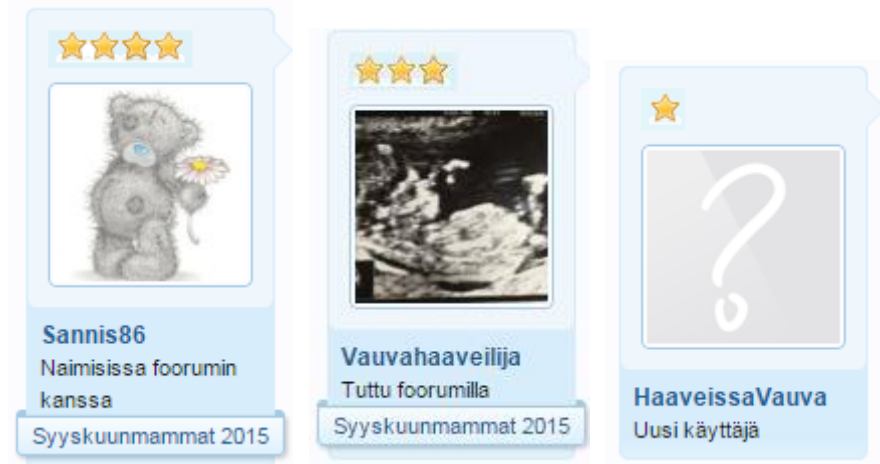 Sannis86
Naimisissa foorumin
kanssa
Syyskuunmammat 2015
Vauvahaaveilija
Tuttu foorumilla
Syyskuunmammat 2015
HaaveissaVauva
Uusi käyttäjä